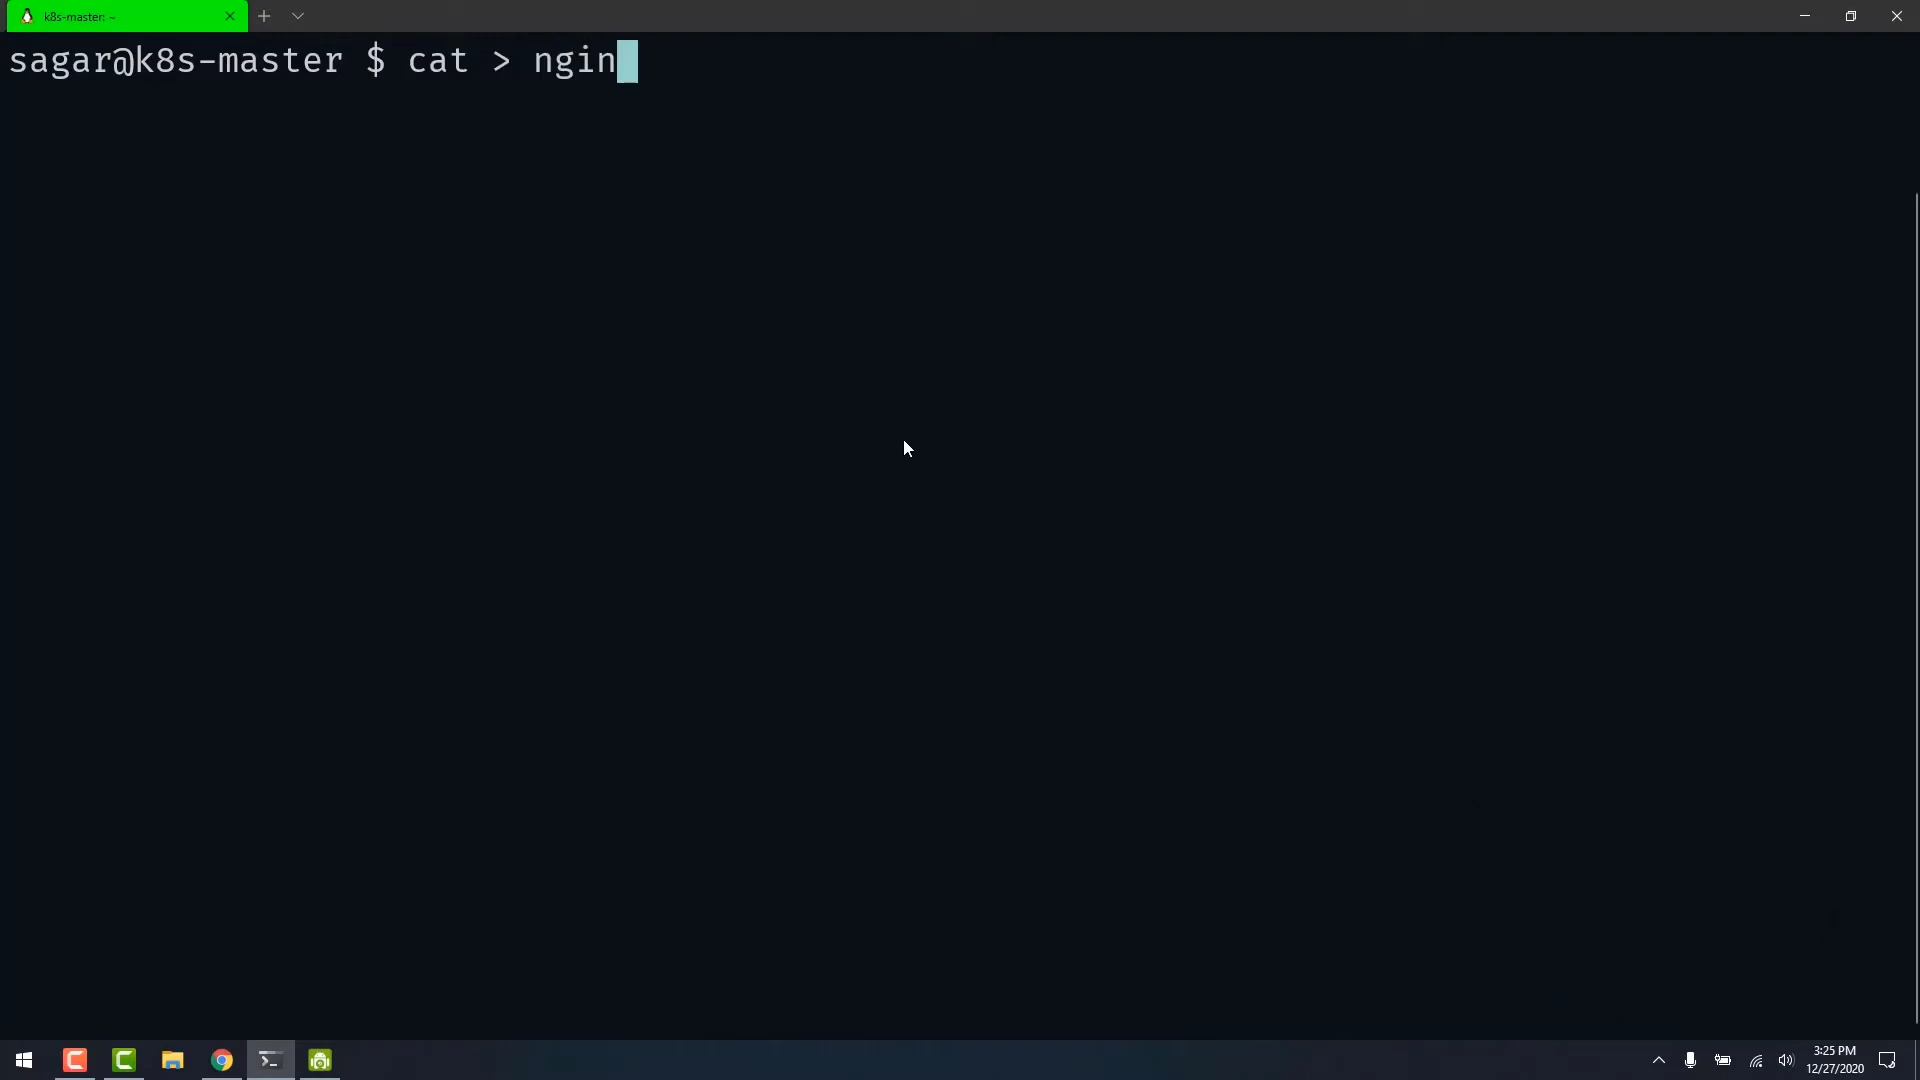 k8s-master: ~
sagar@k8s-master $ cat > ngin
3:25 PM
12/27/2020